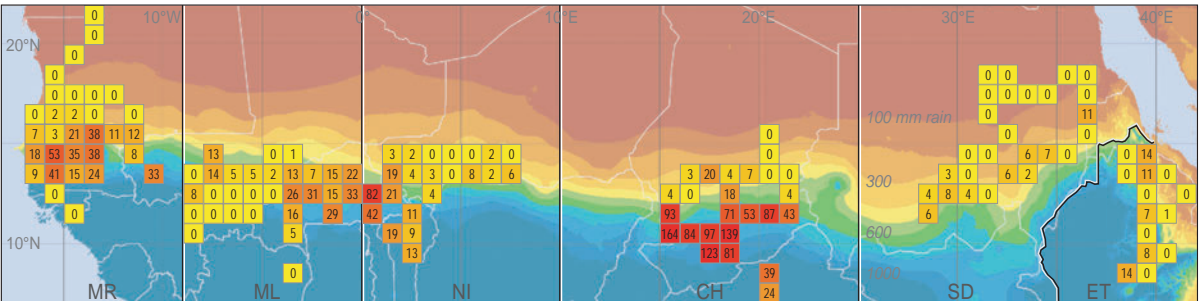 0 10°W 0 10°E 20°E 30°E 40°E
0
20°N
0
0 0 0 0 0
0 0 0 0 0 0 0 0 0
0 2 2 0 0 100 mm rain 0 11
7 3 21 38 11 12 0 0 0
18 53 35 38 8 13 0 1 3 2 0 0 0 2 0 0 0 0 6 7 0 0 14
9 41 15 24 33 0 14 5 5 2 13 7 15 22 19 4 3 0 8 2 6 3 20 4 7 0 0 300 3 0 6 2 0 11 0
0 8 0 0 0 0 26 31 15 33 82 21 4 4 0 18 4 4 8 4 0 0 0
0 0 0 0 0 16 29 42 11 93 71 53 87 43 6 7 1
10°N 0 5 19 9 164 84 97 139 600 0
13 123 81 8 0
0 39 1000 14 0
MR ML NI CH 24 SD ET